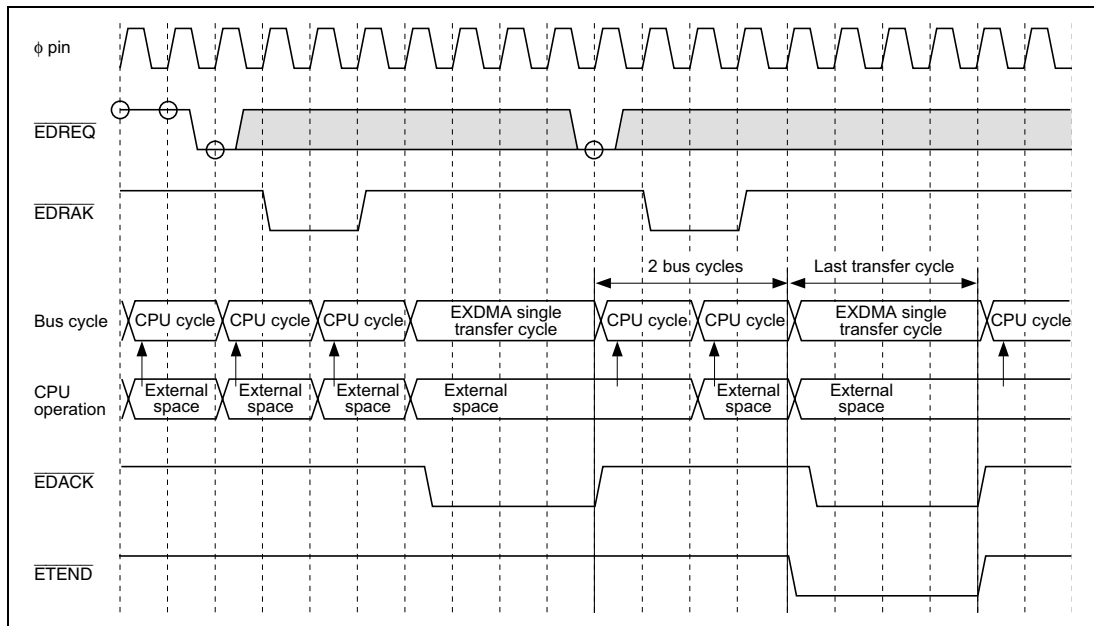 φ pin
EDREQ
EDRAK
2 bus cycles
Last transfer cycle
Bus cycle
CPU cycle
CPU cycle
CPU cycle
EXDMA single
transfer cycle
CPU cycle
CPU cycle
EXDMA single
transfer cycle
CPU cycle
CPU
operation
External
space
External
space
External
space
External
space
External
space
External
space
EDACK
ETEND